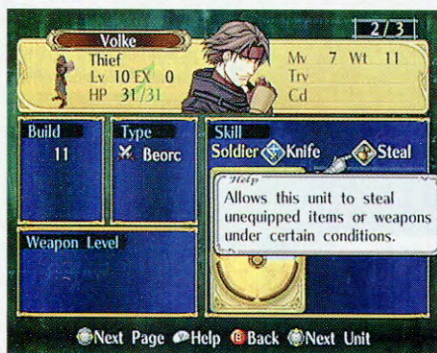 2/3
Volke
Thief
Lv 10 EX 0
HP 31/31
Mv 7 Wt 11
Trv
Cd
Build
11
Type
Beorc
Skill
Soldier Knife Steal
Help
Allows this unit to steal
unequipped items or weapons
under certain conditions.
Weapon Level
Next Page Help B Back Next Unit